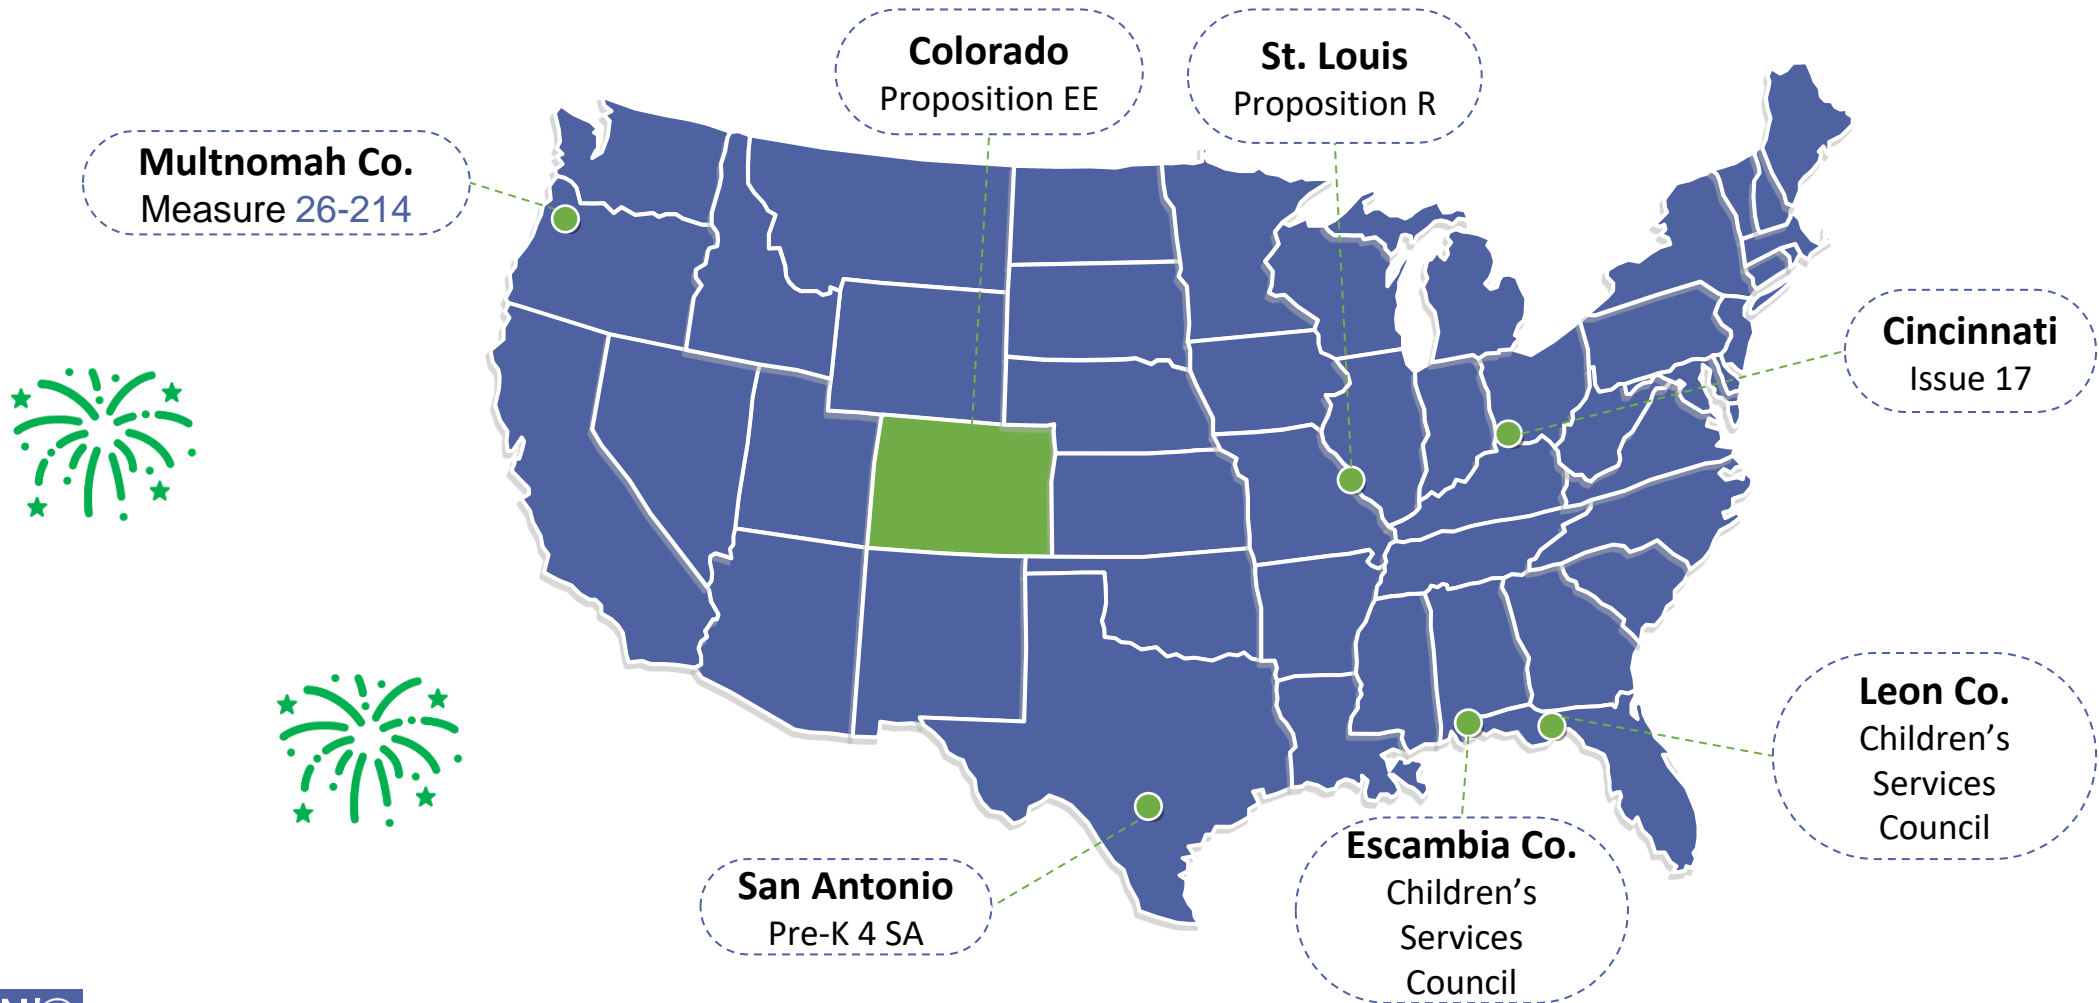 Colorado
Proposition EE
St. Louis
Proposition R
Multnomah Co.
Measure 26-214
Cincinnati
Issue 17
Leon Co.
Children’s
Services
Council
Escambia Co.
Children’s
Services
Council
San Antonio
Pre-K 4 SA